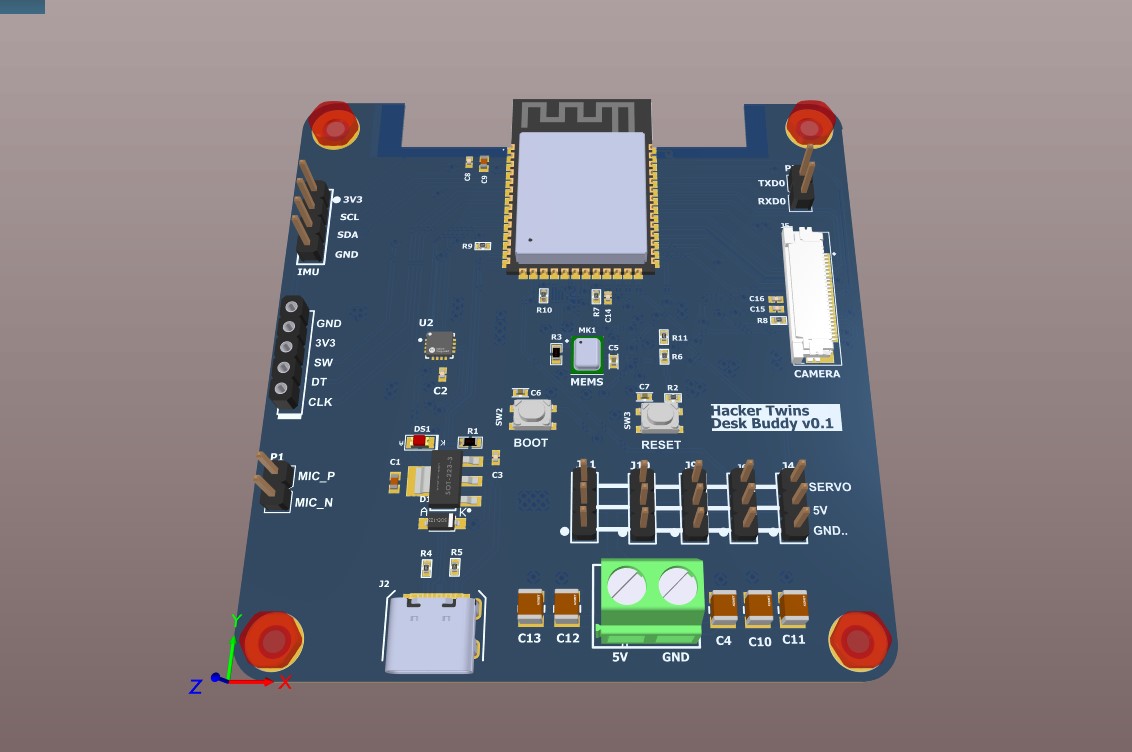 C8
C9
3V3
SCL
SDA
GND
IMU
TXD0
RXD0
R9
R10
R7
C14
C16
C15
R8
CAMERA
GND
3V3
SW
DT
CLK
U2
C2
R3
MK1
C5
MEMS
R11
R6
SW2
C6
BOOT
SW3
C7
R2
RESET
Hacker Twins
Desk Buddy v0.1
DS1
K
R1
C1
SOT-223-3
C3
A
K
P1
MIC_P
MIC_N
SERVO
5V
GND..
R4
R5
J2
C13
C12
5V
GND
C4
C10
C11
Y
Z
X